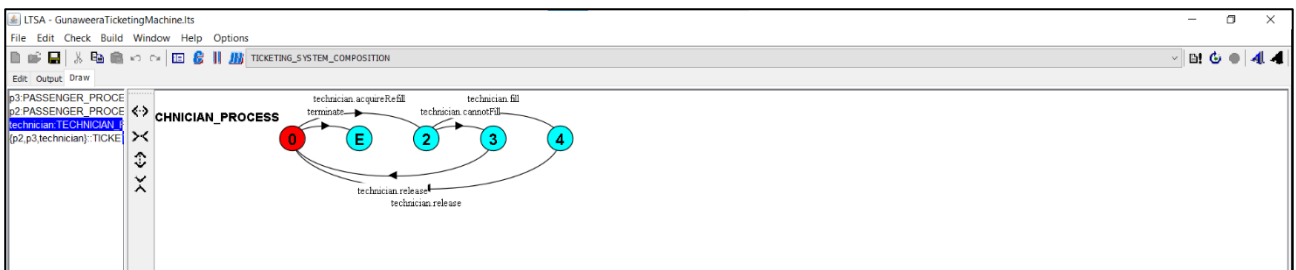 LTSA - GunaweeraTicketingMachine.lts
File Edit Check Build Window Help Options
TICKETING_SYSTEM_COMPOSITION
Edit Output Draw
p3:PASSENGER_PROCE
p2:PASSENGER_PROCE
technician:TECHNICIAN_
{p2,p3,technician}::TICKE
CHNICIAN_PROCESS
technician.acquireRefill technician.fill
terminate technician.cannotFill
0 E 2 3 4
technician.release
technician.release